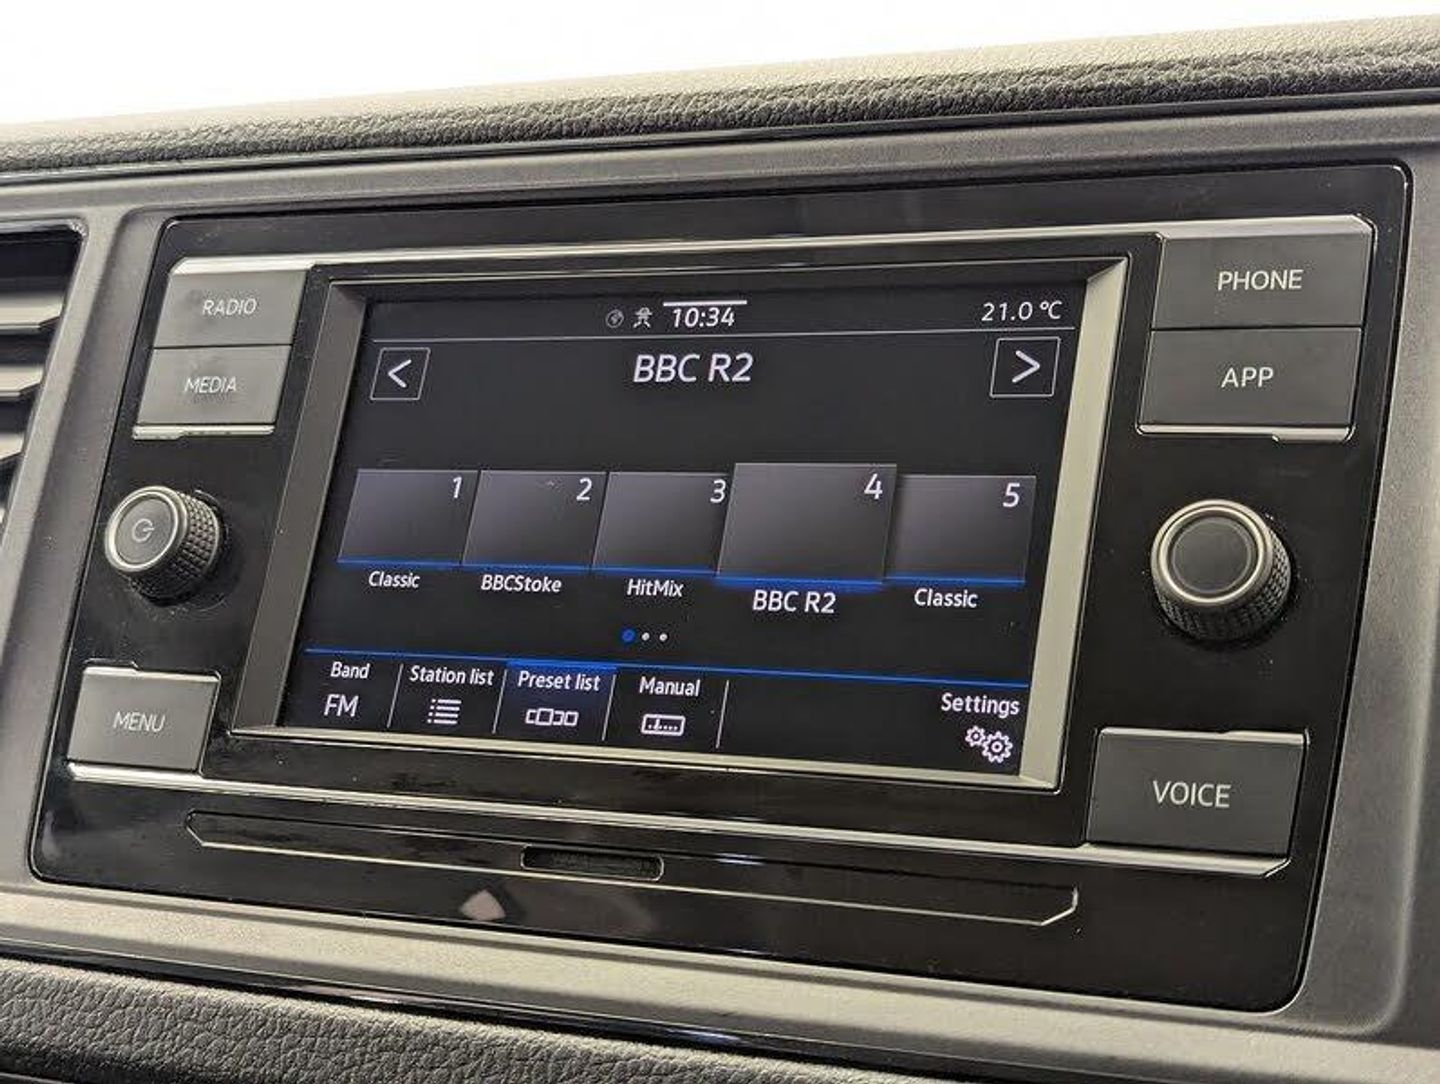 RADIO
MEDIA
MENU
10:34
21.0 °C
<
BBC R2
>
1
2
3
4
5
Classic
BBCStoke
HitMix
BBC R2
Classic
Band
FM
Station list
Preset list
Manual
Settings
PHONE
APP
VOICE